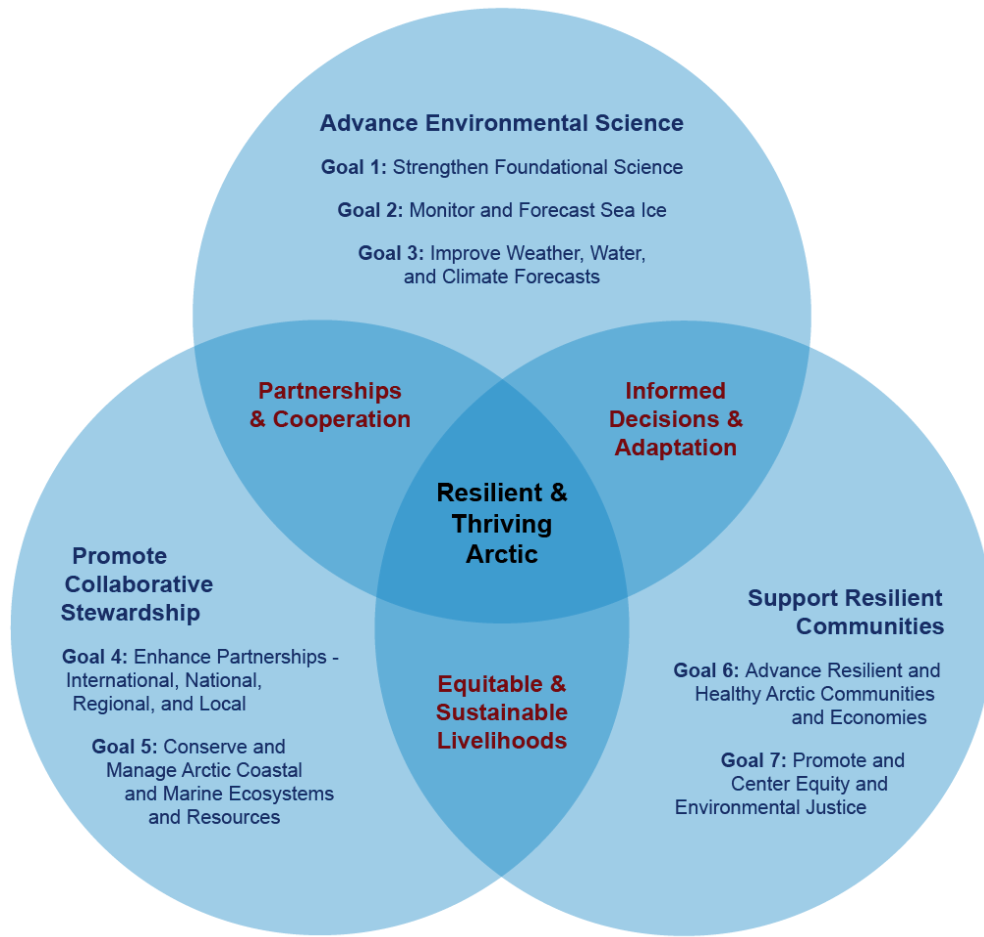 Advance Environmental Science
Goal 1: Strengthen Foundational Science
Goal 2: Monitor and Forecast Sea Ice
Goal 3: Improve Weather, Water,
and Climate Forecasts
Partnerships
& Cooperation
Informed
Decisions &
Adaptation
Resilient &
Thriving
Arctic
Promote
Collaborative
Stewardship
Goal 4: Enhance Partnerships -
International, National,
Regional, and Local
Goal 5: Conserve and
Manage Arctic Coastal
and Marine Ecosystems
and Resources
Equitable &
Sustainable
Livelihoods
Support Resilient
Communities
Goal 6: Advance Resilient and
Healthy Arctic Communities
and Economies
Goal 7: Promote and
Center Equity and
Environmental Justice